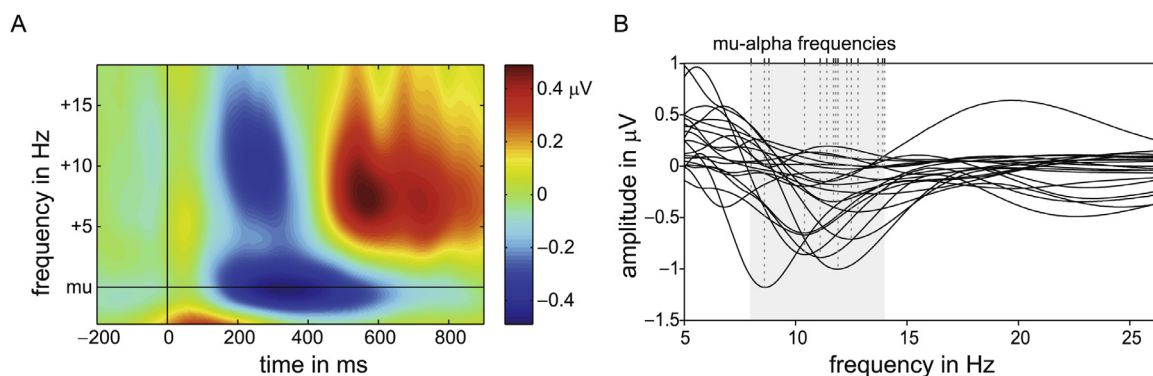 A
frequency in Hz
+15
+10
+5
mu
−200 0 200 400 600 800
time in ms
0.4 μV
0.2
0
−0.2
−0.4
B
mu-alpha frequencies
amplitude in μV
1
0.5
0
−0.5
−1
−1.5
5 10 15 20 25
frequency in Hz